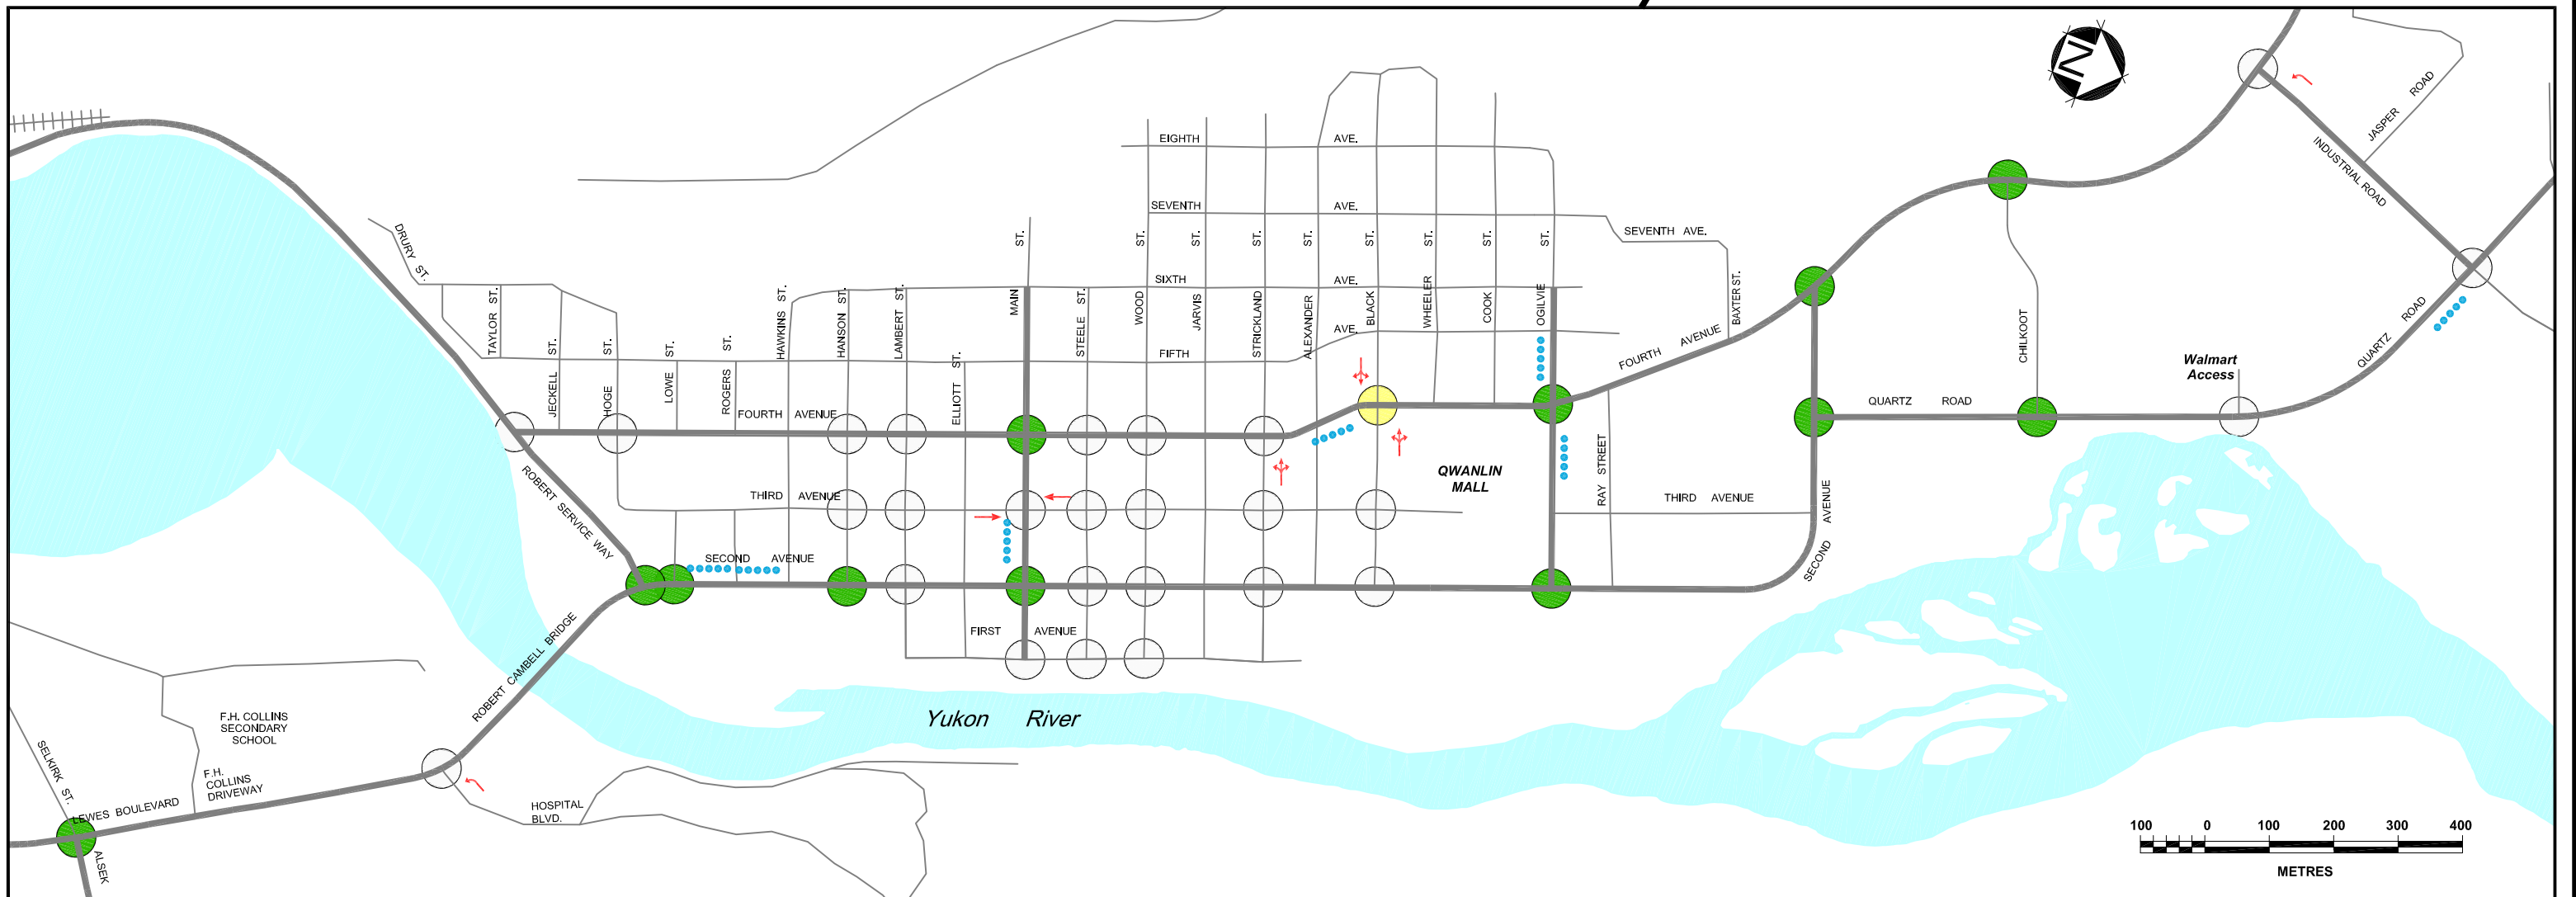 N
JASPER ROAD
INDUSTRIAL ROAD
EIGHTH AVE.
SEVENTH AVE.
SEVENTH AVE.
DRURY ST.
TAYLOR ST.
JECKELL ST.
HOGE ST.
LOWE ST.
ROGERS ST.
HAWKINS ST.
HANSON ST.
LAMBERT ST.
ELLIOTT ST.
MAIN ST.
STEELE ST.
WOOD ST.
JARVIS ST.
STRICKLAND ST.
ALEXANDER ST.
BLACK ST.
WHEELER ST.
COOK ST.
OGILVIE ST.
BAXTER ST.
SIXTH AVE.
FIFTH AVE.
FOURTH AVENUE
FOURTH AVENUE
CHILKOOT
Walmart
Access
QUARTZ ROAD
QUARTZ ROAD
QWANLIN
MALL
RAY STREET
THIRD AVENUE
THIRD AVENUE
ROBERT SERVICE WAY
SECOND AVENUE
SECOND AVENUE
FIRST AVENUE
ROBERT CAMBELL BRIDGE
Yukon River
F.H. COLLINS
SECONDARY
SCHOOL
F.H.
COLLINS
DRIVEWAY
SELKIRK ST.
LEWES BOULEVARD
ALSEK
HOSPITAL
BLVD.
100 0 100 200 300 400
METRES